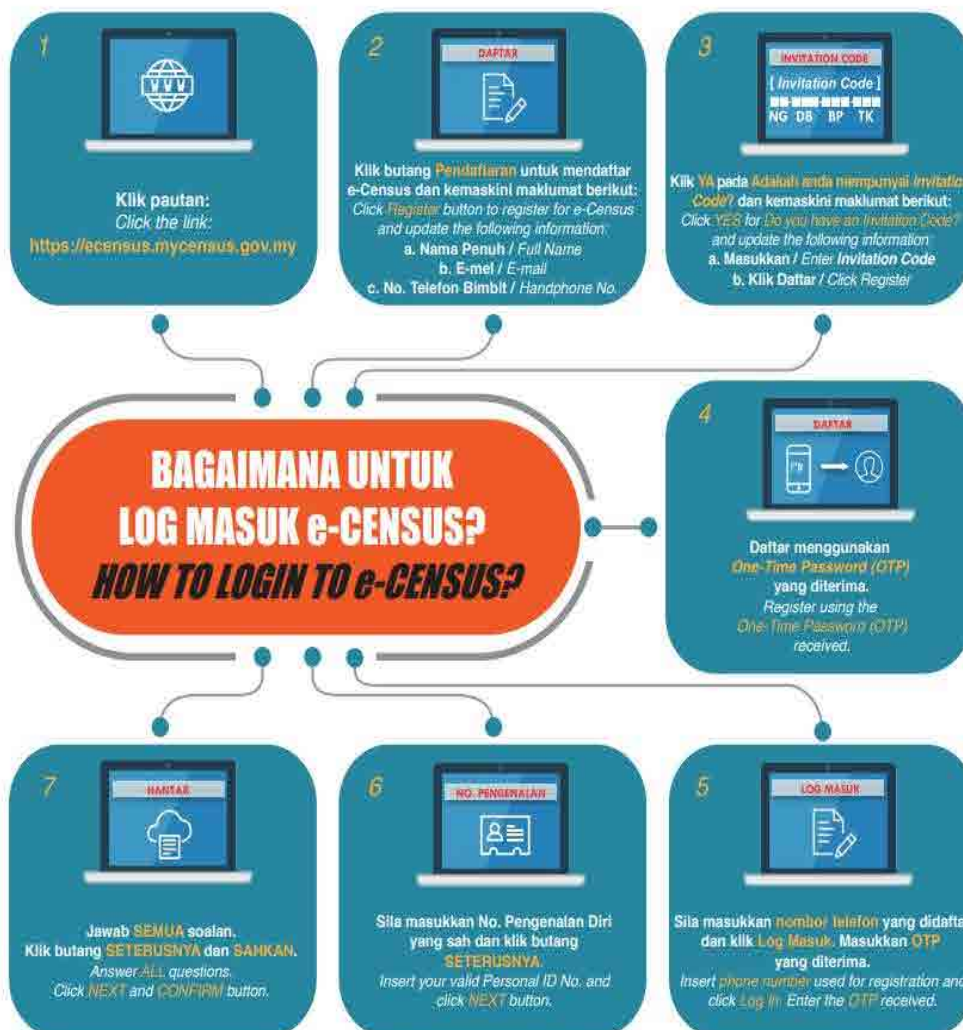 1
WWW
Klik pautan:
Click the link:
https://ecensus.mycensus.gov.my
2
DAFTAR
Klik butang Pendaftaran untuk mendaftar
e-Census dan kemaskini maklumat berikut:
Click Register button to register for e-Census
and update the following information
a. Nama Penuh / Full Name
b. E-mel / E-mail
c. No. Telefon Bimbit / Handphone No.
3
INVITATION CODE
[ Invitation Code ]
NG DB BP TK
Klik YA pada Adakah anda mempunyai Invitation
Code? dan kemaskini maklumat berikut:
Click YES for Do you have an Invitation Code?
and update the following information
a. Masukkan / Enter Invitation Code
b. Klik Daftar / Click Register
BAGAIMANA UNTUK
LOG MASUK e-CENSUS?
HOW TO LOGIN TO e-CENSUS?
4
DAFTAR
Daftar menggunakan
One-Time Password (OTP)
yang diterima.
Register using the
One-Time Password (OTP)
received.
7
HANTAR
Jawab SEMUA soalan.
Klik butang SETERUSNYA dan SAHKAN.
Answer ALL questions.
Click NEXT and CONFIRM button.
6
NO. PENGENALAN
Sila masukkan No. Pengenalan Diri
yang sah dan klik butang
SETERUSNYA.
Insert your valid Personal ID No. and
click NEXT button.
5
LOG MASUK
Sila masukkan nombor telefon yang didafta
dan klik Log Masuk. Masukkan OTP
yang diterima.
Insert phone number used for registration and
click Log In. Enter the OTP received.